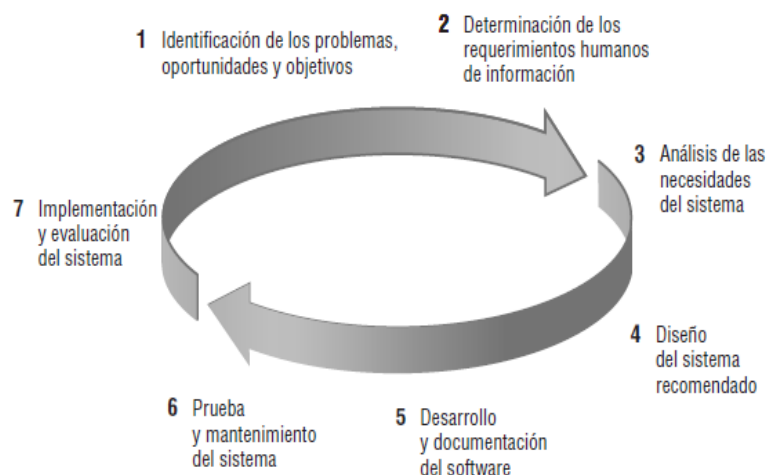 1 Identificación de los problemas,
oportunidades y objetivos
2 Determinación de los
requerimientos humanos
de información
3 Análisis de las
necesidades
del sistema
4 Diseño
del sistema
recomendado
5 Desarrollo
y documentación
del software
6 Prueba
y mantenimiento
del sistema
7 Implementación
y evaluación
del sistema